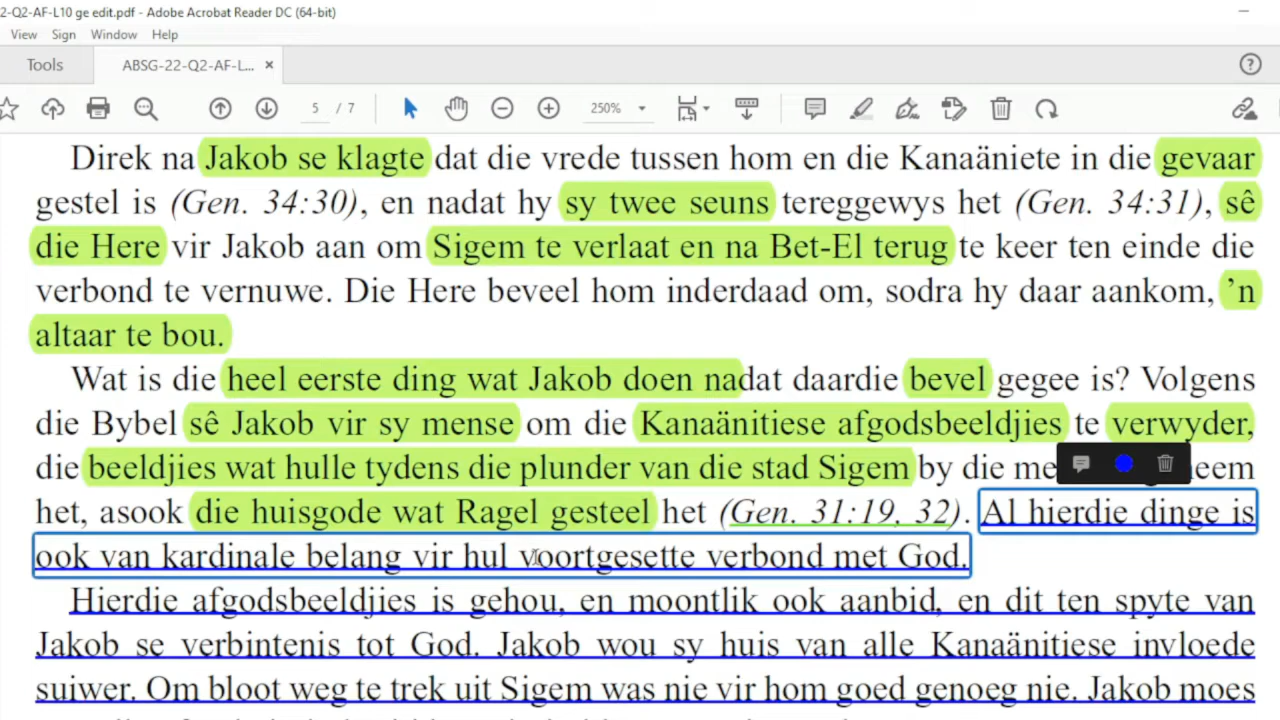 2-Q2-AF-L10 ge edit.pdf - Adobe Acrobat Reader DC (64-bit)
View Sign Window Help
Tools ABSG-22-Q2-AF-L... ×
5 / 7 250%
Direk na Jakob se klagte dat die vrede tussen hom en die Kanaäniete in die gevaar
gestel is (Gen. 34:30), en nadat hy sy twee seuns tereggewys het (Gen. 34:31), sê
die Here vir Jakob aan om Sigem te verlaat en na Bet-El terug te keer ten einde die
verbond te vernuwe. Die Here beveel hom inderdaad om, sodra hy daar aankom, ’n
altaar te bou.
Wat is die heel eerste ding wat Jakob doen nadat daardie bevel gegee is? Volgens
die Bybel sê Jakob vir sy mense om die Kanaänitiese afgodsbeeldjies te verwyder,
die beeldjies wat hulle tydens die plunder van die stad Sigem by die
het, asook die huisgode wat Ragel gesteel het (Gen. 31:19, 32). Al hierdie dinge is
ook van kardinale belang vir hul voortgesette verbond met God.
Hierdie afgodsbeeldjies is gehou, en moontlik ook aanbid, en dit ten spyte van
Jakob se verbintenis tot God. Jakob wou sy huis van alle Kanaänitiese invloede
suiwer. Om bloot weg te trek uit Sigem was nie vir hom goed genoeg nie. Jakob moes